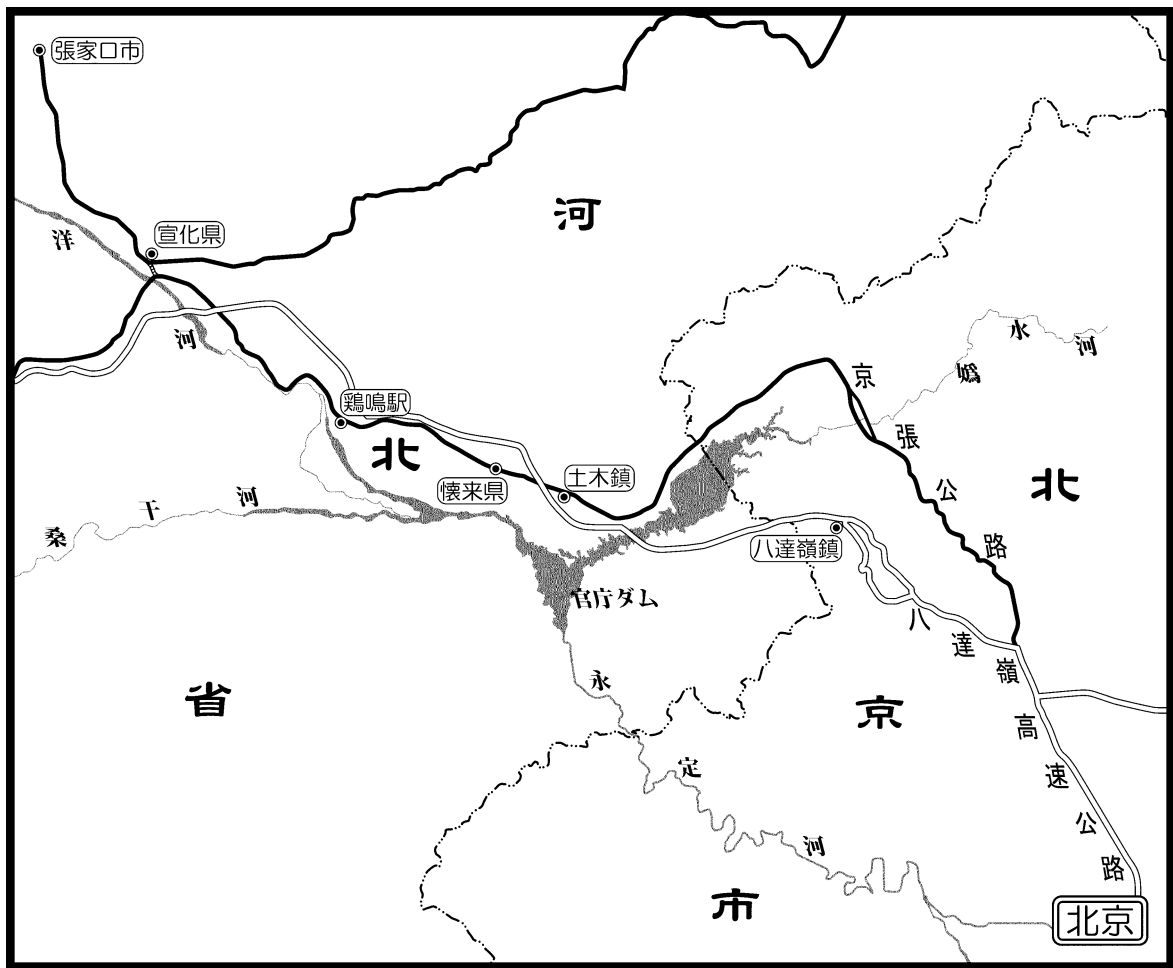 張家口市
宣化県
洋河
河北省
鶏鳴駅
懐来県
土木鎮
桑干河
官庁ダム
八達嶺鎮
京張公路
嬀水河
北京市
八達嶺高速公路
永定河
北京